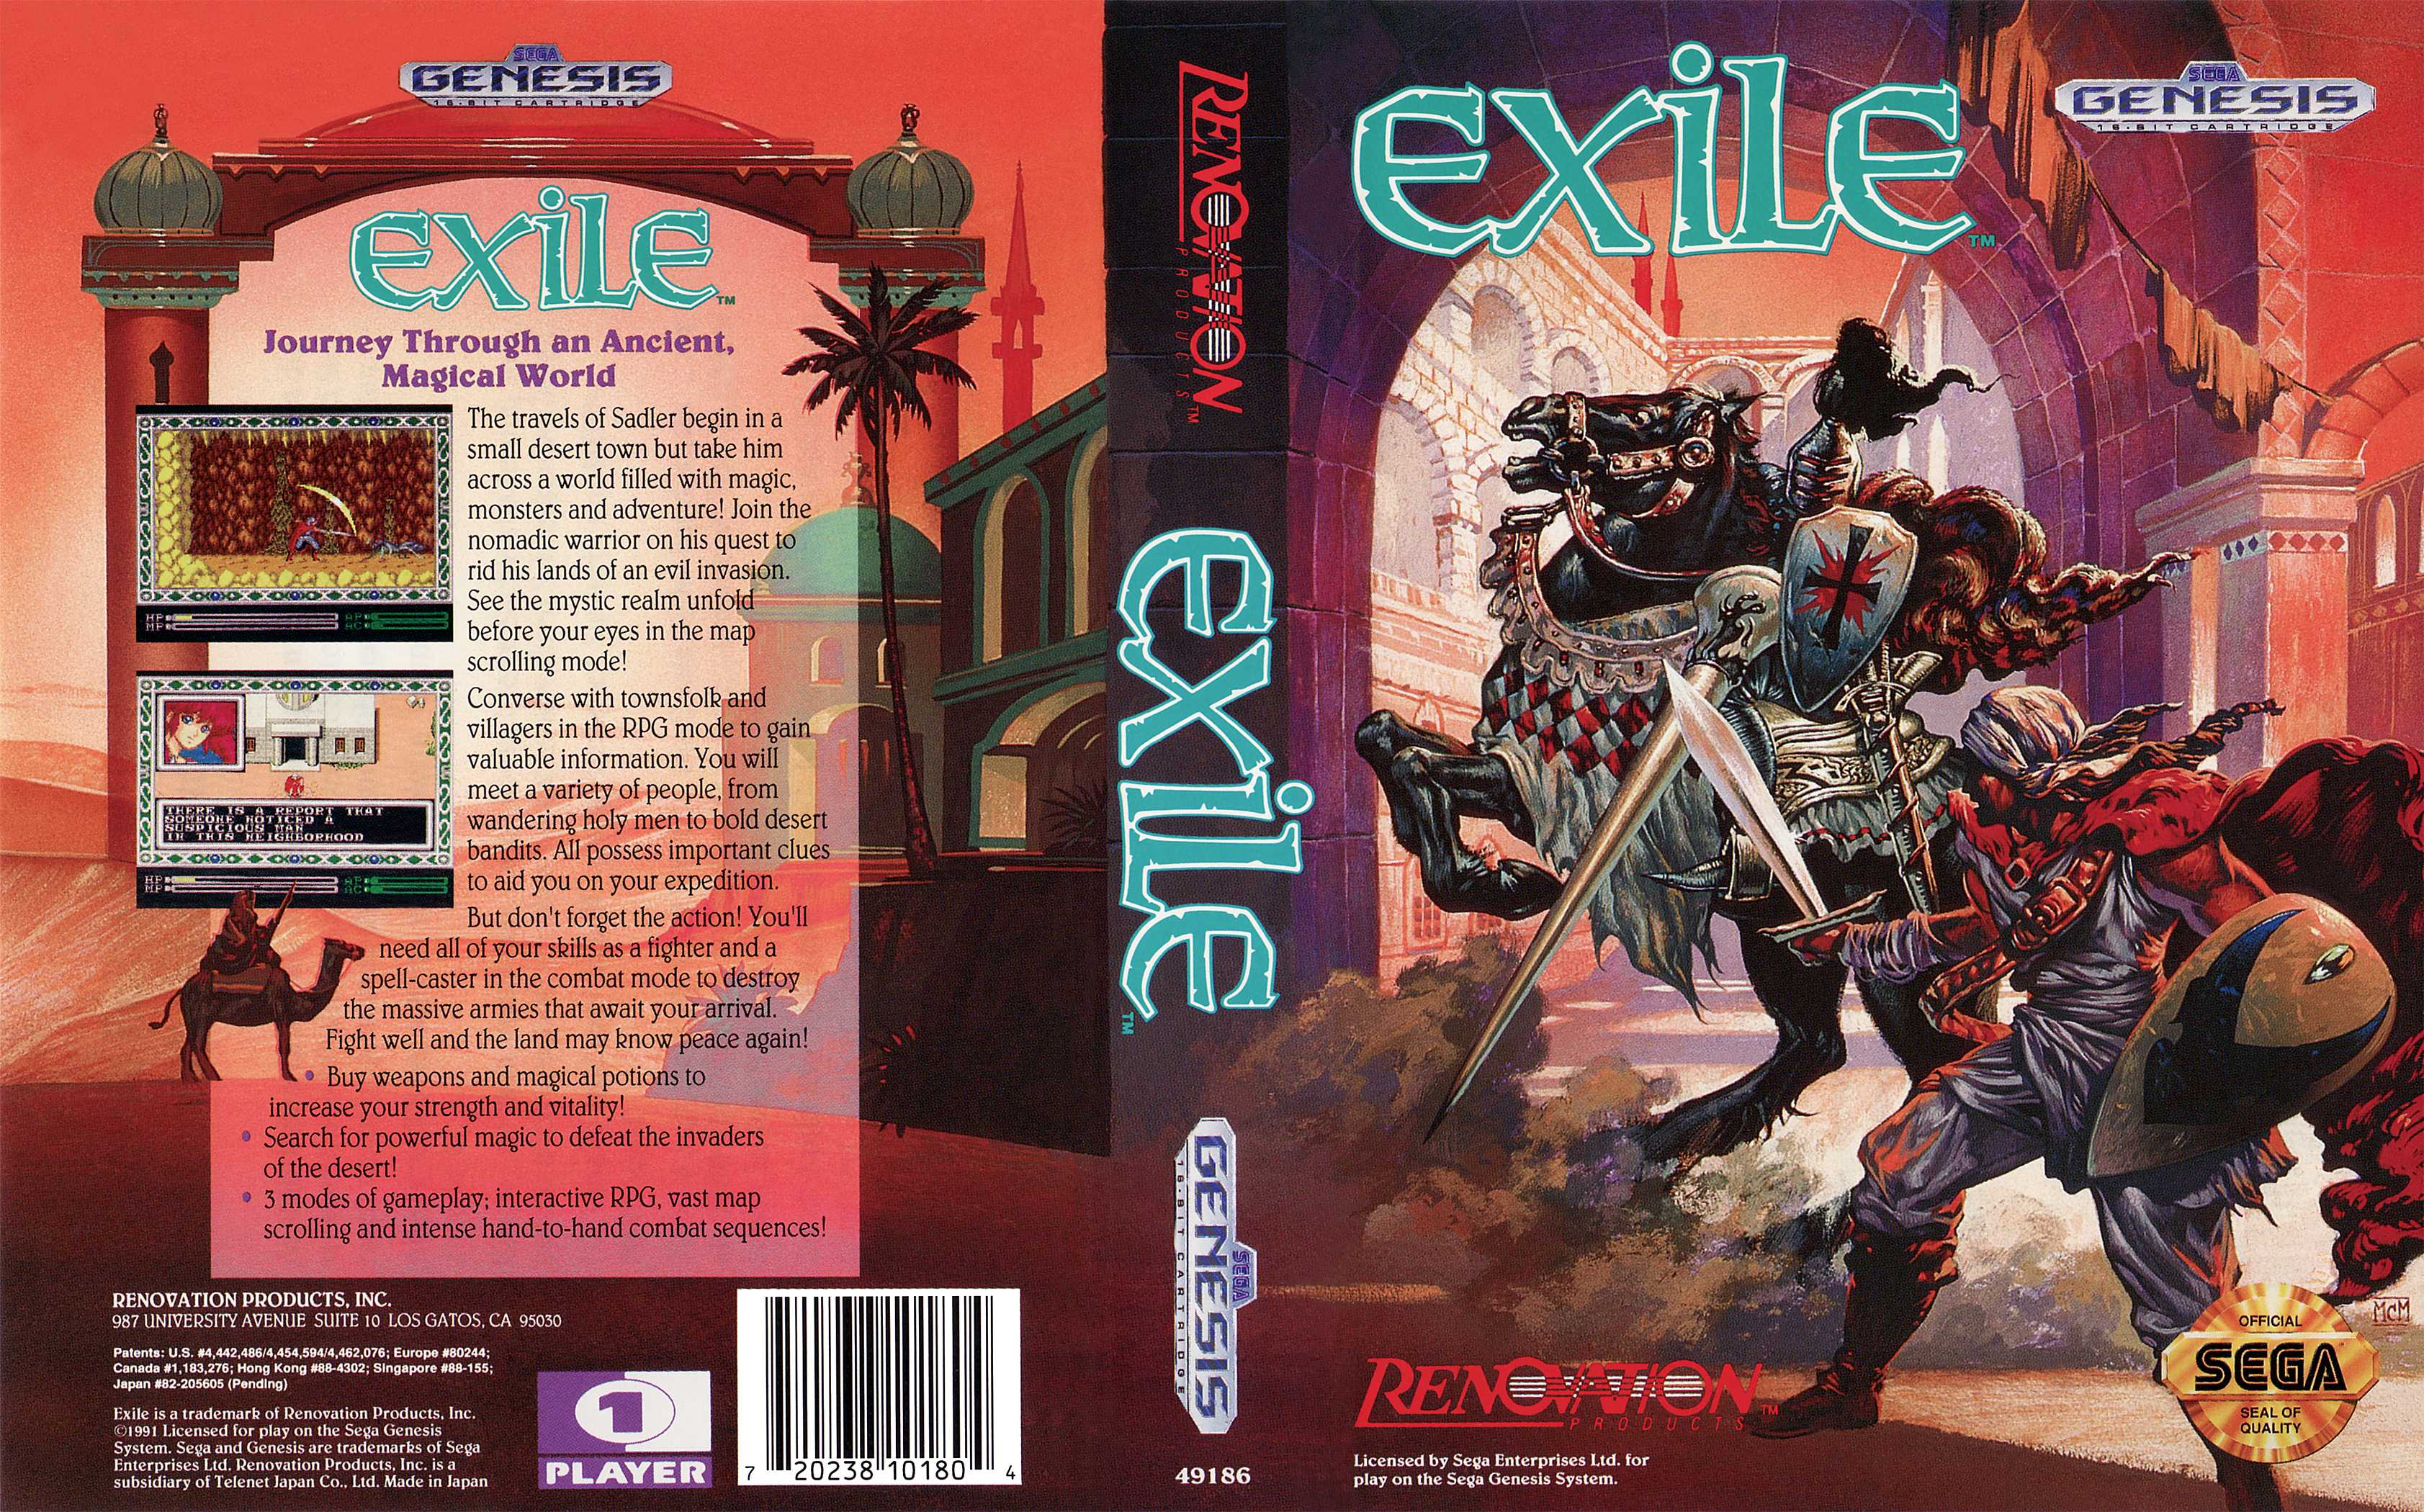 SEGA
GENESIS
16-BIT CARTRIDGE
EXILE™
Journey Through an Ancient,
Magical World
The travels of Sadler begin in a
small desert town but take him
across a world filled with magic,
monsters and adventure! Join the
nomadic warrior on his quest to
rid his lands of an evil invasion.
See the mystic realm unfold
before your eyes in the map
scrolling mode!
HP AP
MP AC
Converse with townsfolk and
villagers in the RPG mode to gain
valuable information. You will
meet a variety of people, from
wandering holy men to bold desert
bandits. All possess important clues
to aid you on your expedition.
THERE IS A REPORT THAT
SOMEONE NOTICED A
SUSPICIOUS MAN
IN THIS NEIGHBORHOOD
HP AP
MP AC
But don't forget the action! You'll
need all of your skills as a fighter and a
spell-caster in the combat mode to destroy
the massive armies that await your arrival.
Fight well and the land may know peace again!
• Buy weapons and magical potions to
increase your strength and vitality!
• Search for powerful magic to defeat the invaders
of the desert!
• 3 modes of gameplay; interactive RPG, vast map
scrolling and intense hand-to-hand combat sequences!
RENOVATION PRODUCTS, INC.
987 UNIVERSITY AVENUE SUITE 10 LOS GATOS, CA 95030
Patents: U.S. #4,442,486/4,454,594/4,462,076; Europe #80244;
Canada #1,183,276; Hong Kong #88-4302; Singapore #88-155;
Japan #82-205605 (Pending)
Exile is a trademark of Renovation Products, Inc.
©1991 Licensed for play on the Sega Genesis
System. Sega and Genesis are trademarks of Sega
Enterprises Ltd. Renovation Products, Inc. is a
subsidiary of Telenet Japan Co., Ltd. Made in Japan
1
PLAYER
7 20238 10180 4
RENOVATION
PRODUCTS™
EXILE™
SEGA
GENESIS
16-BIT CARTRIDGE
49186
EXILE™
SEGA
GENESIS
16-BIT CARTRIDGE
MCM
RENOVATION™
PRODUCTS
Licensed by Sega Enterprises Ltd. for
play on the Sega Genesis System.
OFFICIAL
SEGA
SEAL OF
QUALITY